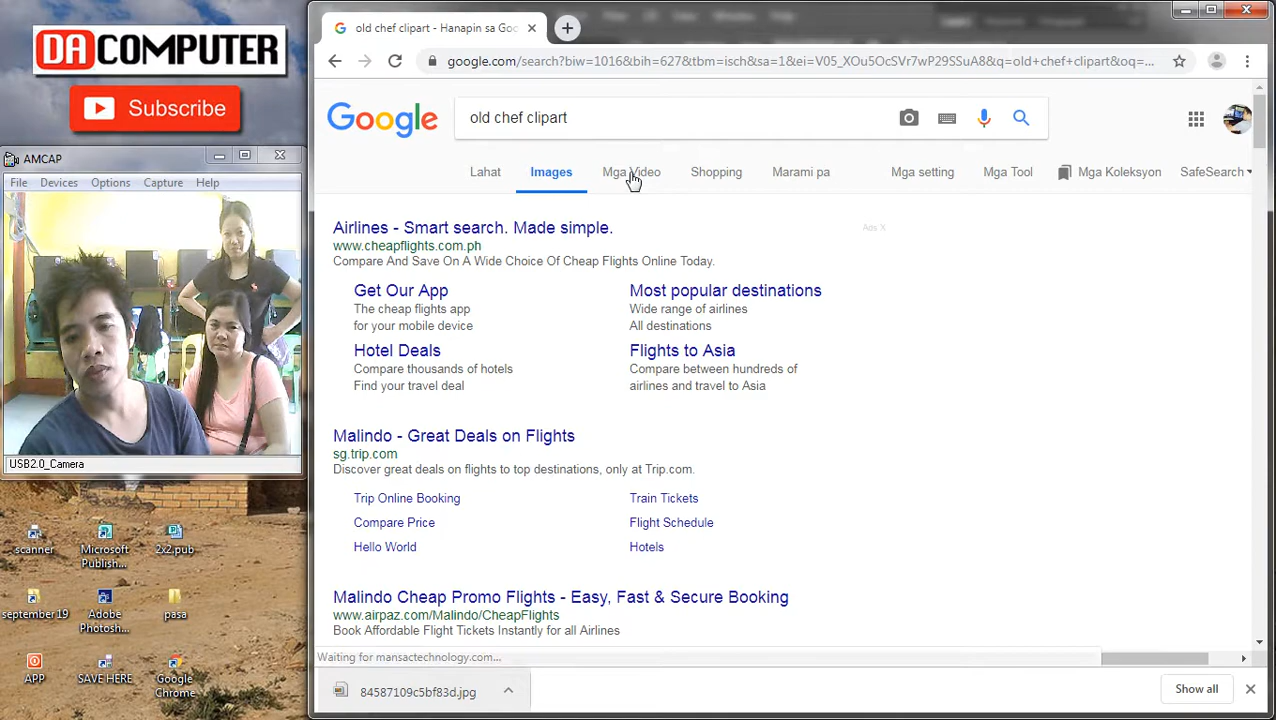 DACOMPUTER
Subscribe
AMCAP
File Devices Options Capture Help
USB2.0_Camera
scanner
Microsoft Publish...
2x2.pub
september 19
Adobe Photosh...
pasa
APP
SAVE HERE
Google Chrome
old chef clipart - Hanapin sa Goo
google.com/search?biw=1016&bih=627&tbm=isch&sa=1&ei=V05_XOu5OcSVr7wP29SSuA8&q=old+chef+clipart&oq=...
Google
old chef clipart
Lahat Images Mga Video Shopping Marami pa Mga setting Mga Tool Mga Koleksyon SafeSearch
Airlines - Smart search. Made simple.
Ads X
www.cheapflights.com.ph
Compare And Save On A Wide Choice Of Cheap Flights Online Today.
Get Our App
The cheap flights app
for your mobile device
Most popular destinations
Wide range of airlines
All destinations
Hotel Deals
Compare thousands of hotels
Find your travel deal
Flights to Asia
Compare between hundreds of
airlines and travel to Asia
Malindo - Great Deals on Flights
sg.trip.com
Discover great deals on flights to top destinations, only at Trip.com.
Trip Online Booking Train Tickets
Compare Price Flight Schedule
Hello World Hotels
Malindo Cheap Promo Flights - Easy, Fast & Secure Booking
www.airpaz.com/Malindo/CheapFlights
Book Affordable Flight Tickets Instantly for all Airlines
Waiting for mansactechnology.com...
84587109c5bf83d.jpg
Show all